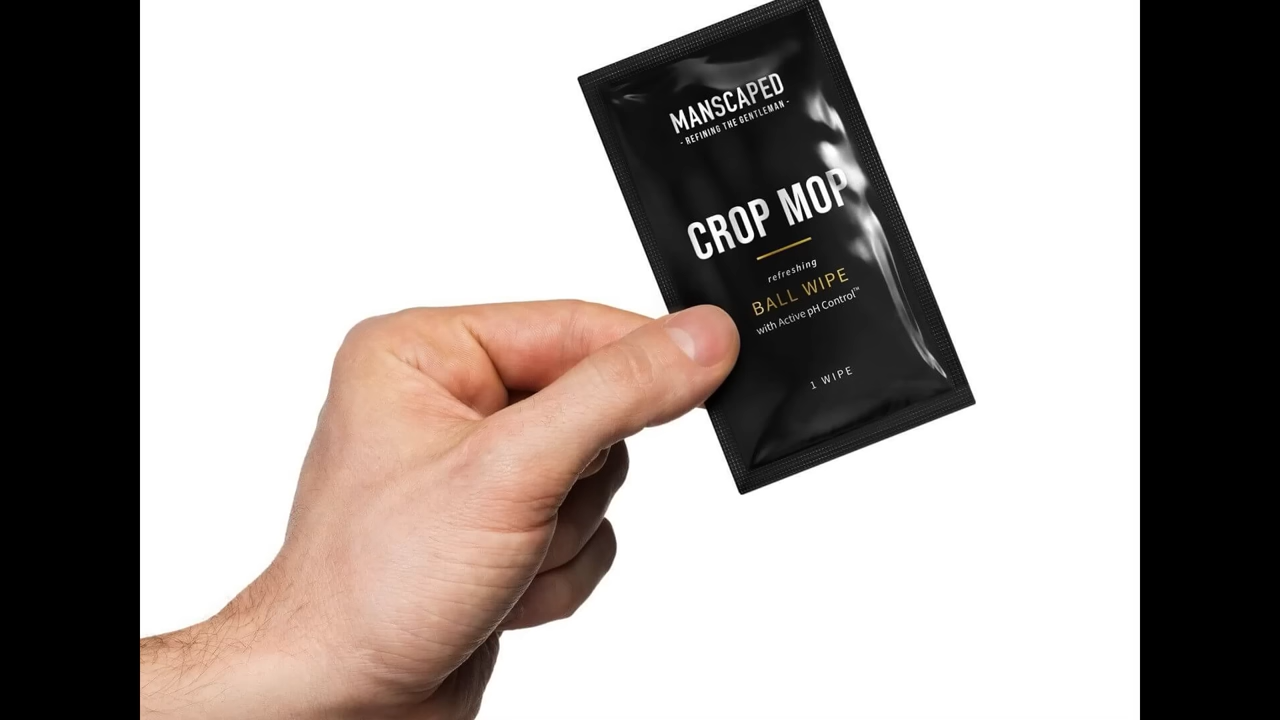 MANSCAPED
- REFINING THE GENTLEMAN -
CROP MOP
refreshing
BALL WIPE
with Active pH Control™
1 WIPE